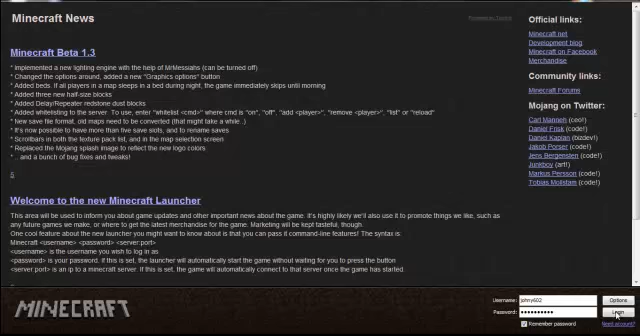 Minecraft News
Powered by Tumblr
Minecraft Beta 1.3
* Implemented a new lighting engine with the help of MrMessiahs (can be turned off)
* Changed the options around, added a new "Graphics options" button
* Added beds. If all players in a map sleeps in a bed during night, the game immediately skips until morning
* Added three new half-size blocks
* Added Delay/Repeater redstone dust blocks
* Added whitelisting to the server. To use, enter "whitelist <cmd>" where cmd is "on", "off", "add <player>", "remove <player>", "list" or "reload"
* New save file format, old maps need to be converted (that might take a while..)
* It's now possible to have more than five save slots, and to rename saves
* Scrollbars in both the texture pack list, and in the map selection screen
* Replaced the Mojang splash image to reflect the new logo colors
* .. and a bunch of bug fixes and tweaks!
Welcome to the new Minecraft Launcher
This area will be used to inform you about game updates and other important news about the game. It's highly likely we'll also use it to promote things we like, such as
any future games we make, or where to get the latest merchandise for the game. Marketing will be kept tasteful, though.
One cool feature about the new launcher you might want to know about is that you can pass it command-line features! The syntax is:
Minecraft <username> <password> <server:port>
<username> is the username you wish to log in as
<password> is your password. If this is set, the launcher will automatically start the game without waiting for you to press the button
<server:port> is an ip to a minecraft server. If this is set, the game will automatically connect to that server once the game has started.
Official links:
Minecraft.net
Development blog
Minecraft on Facebook
Merchandise
Community links:
Minecraft Forums
Mojang on Twitter:
Carl Manneh (ceo!)
Daniel Frisk (code!)
Daniel Kaplan (bizdev!)
Jakob Porser (code!)
Jens Bergensten (code!)
Junkboy (art!)
Markus Persson (code!)
Tobias Mollstam (code!)
MINECRAFT
Username: johny602 Options
Password: Login
Remember password Need account?